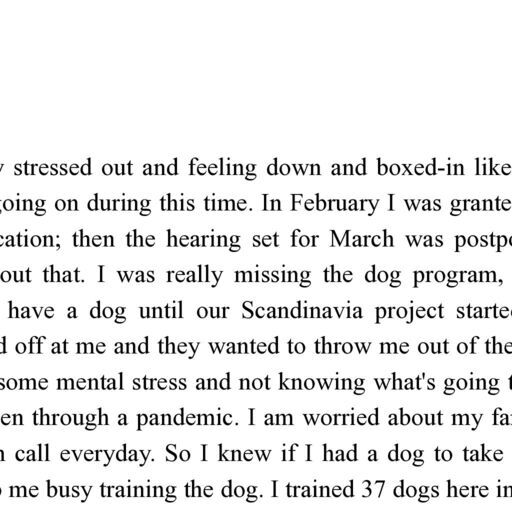 stressed out and feeling down and boxed-in like
going on during this time. In February I was grante
cation; then the hearing set for March was postpo
out that. I was really missing the dog program,
have a dog until our Scandinavia project starte
d off at me and they wanted to throw me out of the
some mental stress and not knowing what's going t
en through a pandemic. I am worried about my fa
n call everyday. So I knew if I had a dog to take
me busy training the dog. I trained 37 dogs here in